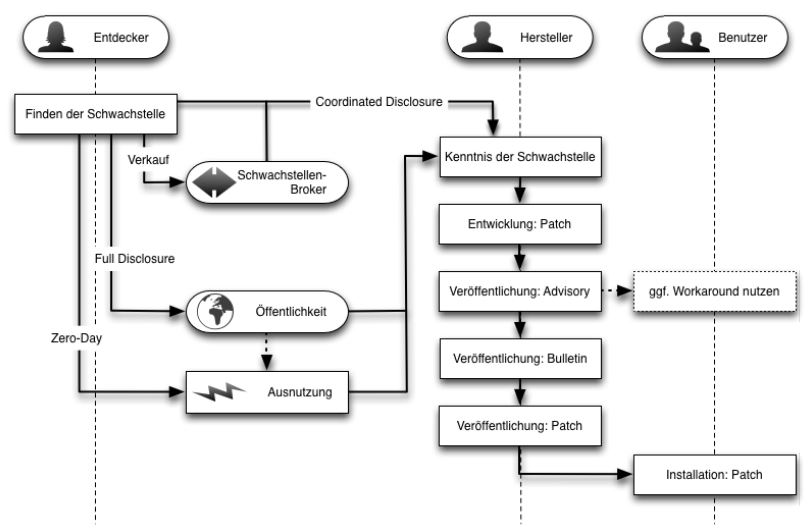 Entdecker
Hersteller
Benutzer
Finden der Schwachstelle
Coordinated Disclosure
Verkauf
Schwachstellen-
Broker
Kenntnis der Schwachstelle
Entwicklung: Patch
Full Disclosure
Öffentlichkeit
Veröffentlichung: Advisory
ggf. Workaround nutzen
Zero-Day
Ausnutzung
Veröffentlichung: Bulletin
Veröffentlichung: Patch
Installation: Patch